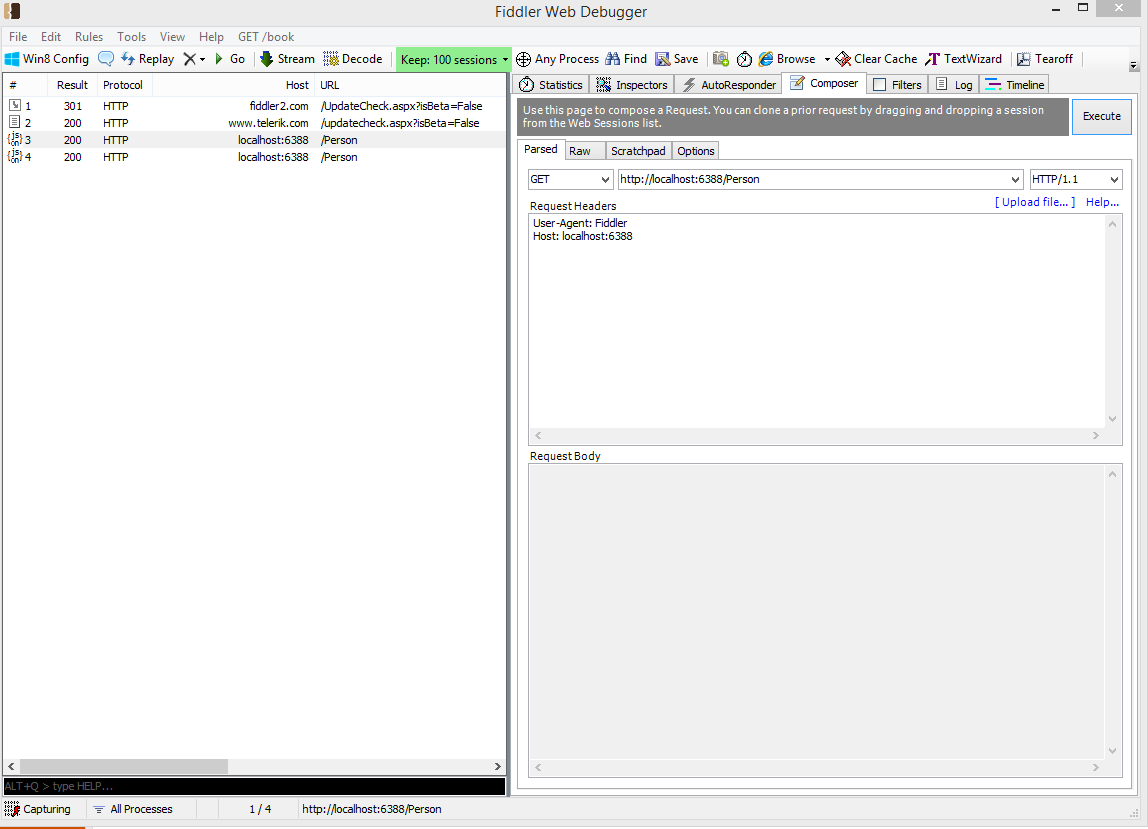 Fiddler Web Debugger
File Edit Rules Tools View Help GET /book
Win8 Config Replay Go Stream Decode Keep: 100 sessions Any Process Find Save Browse Clear Cache TextWizard Tearoff
# Result Protocol Host URL
1 301 HTTP fiddler2.com /UpdateCheck.aspx?isBeta=False
2 200 HTTP www.telerik.com /updatecheck.aspx?isBeta=False
3 200 HTTP localhost:6388 /Person
4 200 HTTP localhost:6388 /Person
Statistics Inspectors AutoResponder Composer Filters Log Timeline
Use this page to compose a Request. You can clone a prior request by dragging and dropping a session
from the Web Sessions list.
Execute
Parsed Raw Scratchpad Options
GET http://localhost:6388/Person HTTP/1.1
Request Headers [ Upload file... ] Help...
User-Agent: Fiddler
Host: localhost:6388
Request Body
ALT+Q > type HELP...
Capturing All Processes 1 / 4 http://localhost:6388/Person